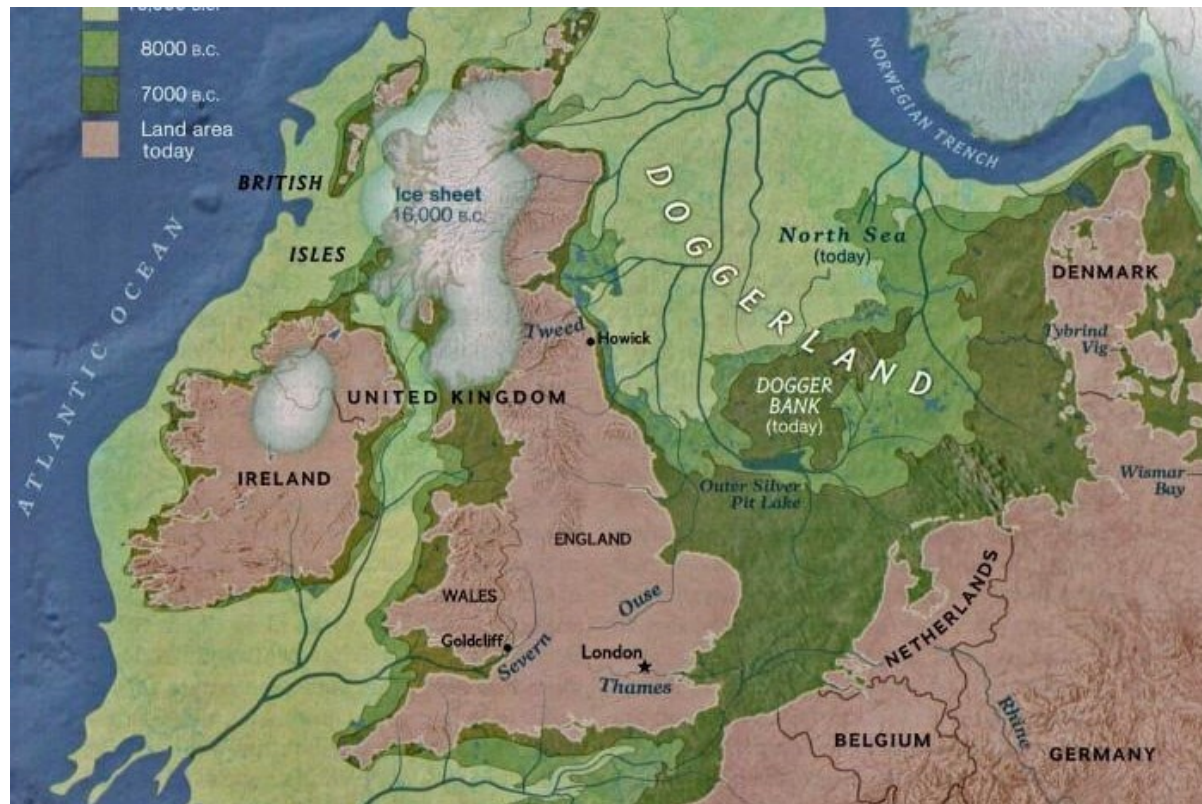 8000 B.C.
7000 B.C.
Land area
today
BRITISH
ISLES
ATLANTIC OCEAN
Ice sheet
16,000 B.C.
NORWEGIAN TRENCH
DOGGERLAND
North Sea
(today)
DENMARK
Tybrind
Vig
Tweed
Howick
DOGGER
BANK
(today)
UNITED KINGDOM
IRELAND
Outer Silver
Pit Lake
Wismar
Bay
ENGLAND
WALES
Ouse
NETHERLANDS
Goldcliff
Severn
London
Thames
Rhine
BELGIUM
GERMANY